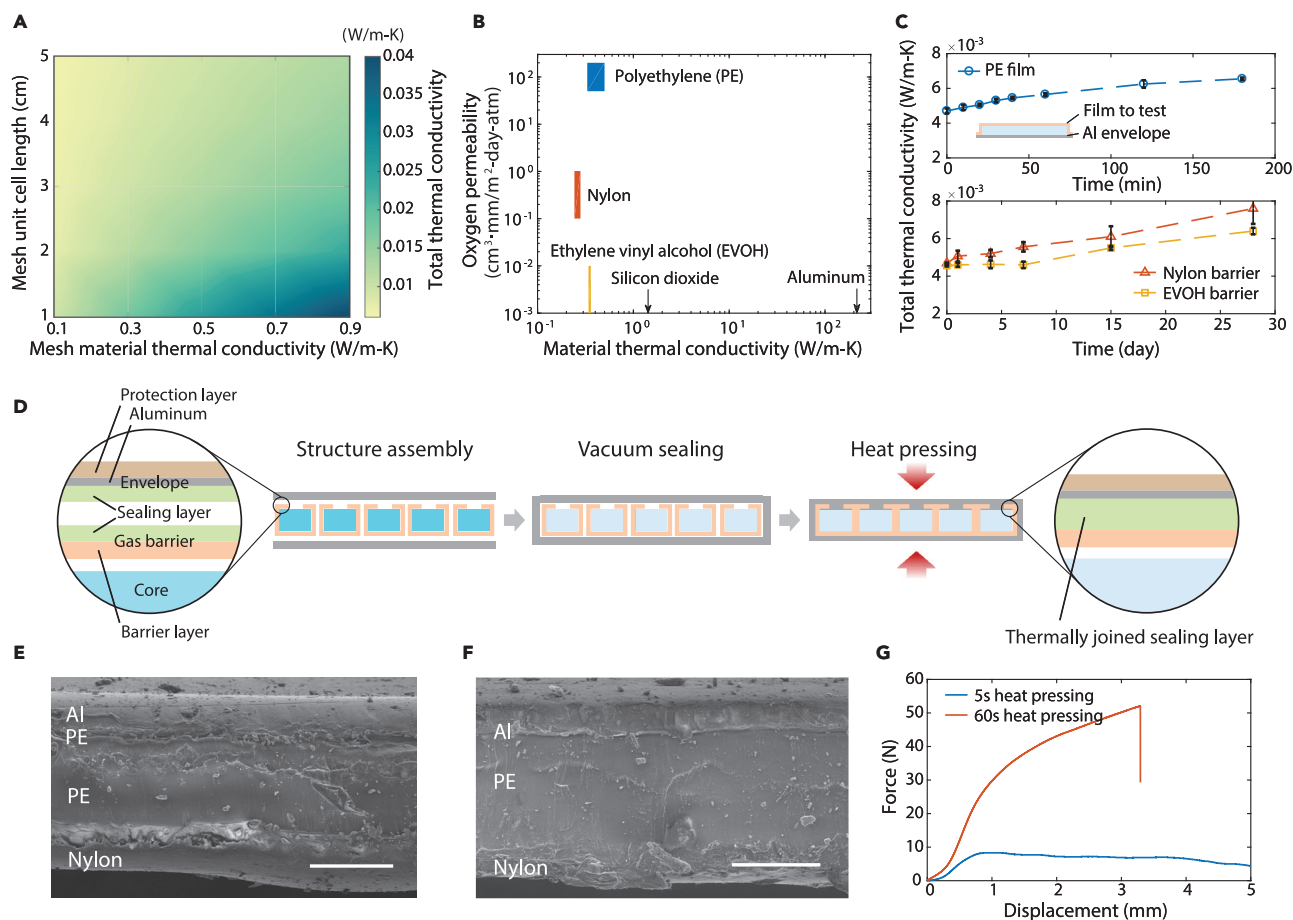 A
(W/m-K)
5
4
3
2
1
0.1
0.3
0.5
0.7
0.9
Mesh unit cell length (cm)
Mesh material thermal conductivity (W/m-K)
0.04
0.035
0.03
0.025
0.02
0.015
0.01
Total thermal conductivity
B
10²
10¹
10⁰
10⁻¹
10⁻²
10⁻³
Oxygen permeability
(cm³·mm/m²-day-atm)
Polyethylene (PE)
Nylon
Ethylene vinyl alcohol (EVOH)
Silicon dioxide
Aluminum
10⁻¹
10⁰
10¹
10²
Material thermal conductivity (W/m-K)
C
×10⁻³
8
6
4
2
PE film
Film to test
Al envelope
0
50
100
150
200
Time (min)
×10⁻³
8
6
4
2
Total thermal conductivity (W/m-K)
Nylon barrier
EVOH barrier
0
5
10
15
20
25
30
Time (day)
D
Protection layer
Aluminum
Envelope
Sealing layer
Gas barrier
Core
Barrier layer
Structure assembly
Vacuum sealing
Heat pressing
Thermally joined sealing layer
E
Al
PE
PE
Nylon
F
Al
PE
Nylon
G
60
50
40
30
20
10
0
Force (N)
5s heat pressing
60s heat pressing
0
1
2
3
4
5
Displacement (mm)